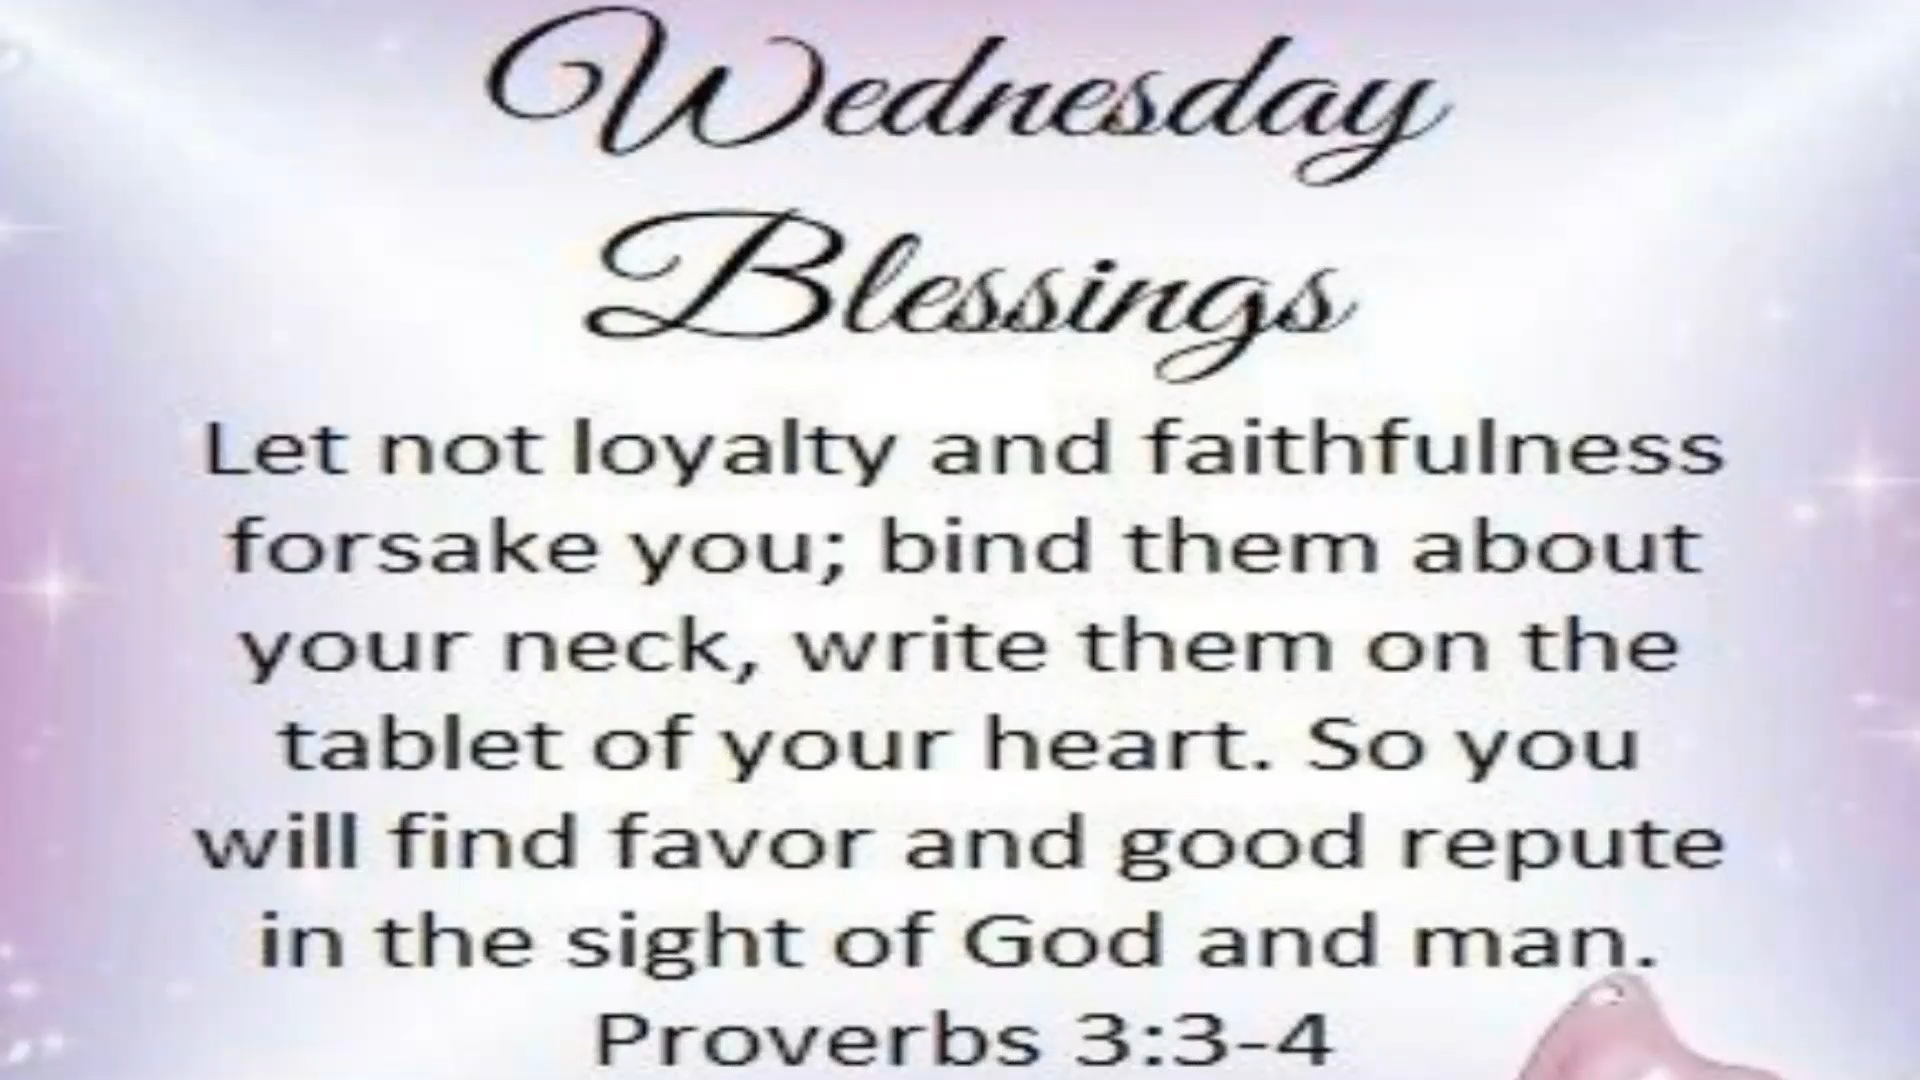 Wednesday
Blessings
Let not loyalty and faithfulness
forsake you; bind them about
your neck, write them on the
tablet of your heart. So you
will find favor and good repute
in the sight of God and man.
Proverbs 3:3-4